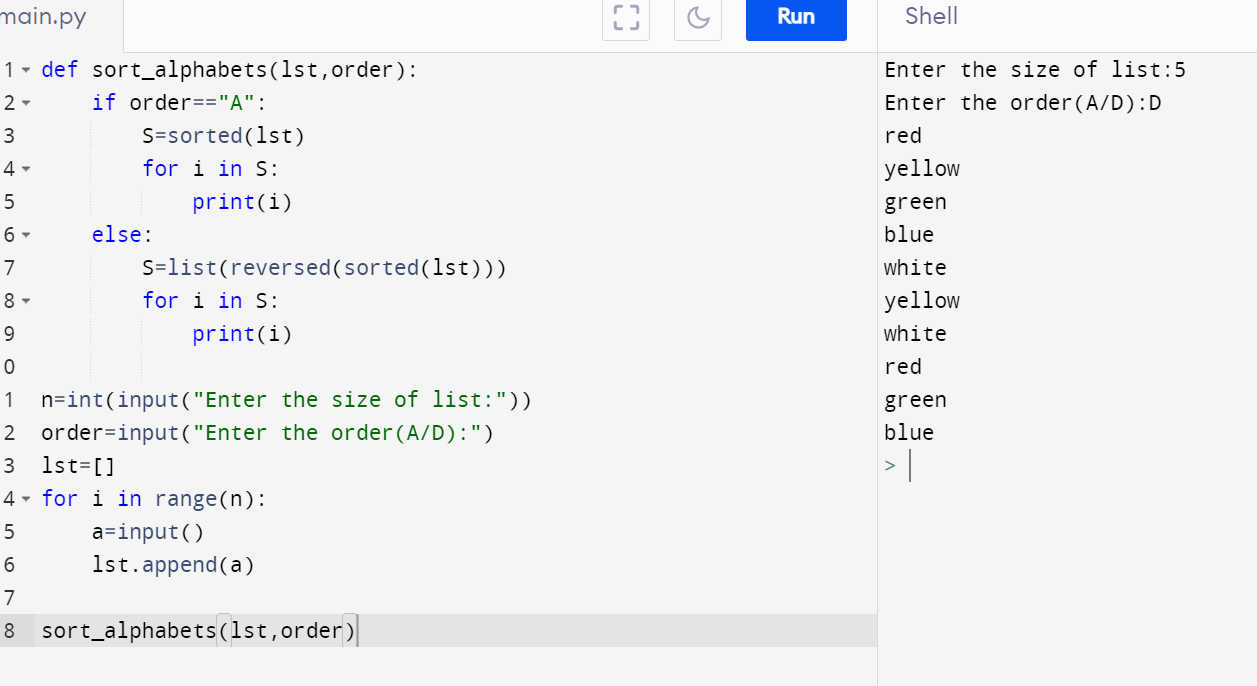 main.py
Run
Shell
1 def sort_alphabets(lst,order):
2     if order=="A":
3         S=sorted(lst)
4         for i in S:
5             print(i)
6     else:
7         S=list(reversed(sorted(lst)))
8         for i in S:
9             print(i)
0
1 n=int(input("Enter the size of list:"))
2 order=input("Enter the order(A/D):")
3 lst=[]
4 for i in range(n):
5     a=input()
6     lst.append(a)
7
8 sort_alphabets(lst,order)
Enter the size of list:5
Enter the order(A/D):D
red
yellow
green
blue
white
yellow
white
red
green
blue
>